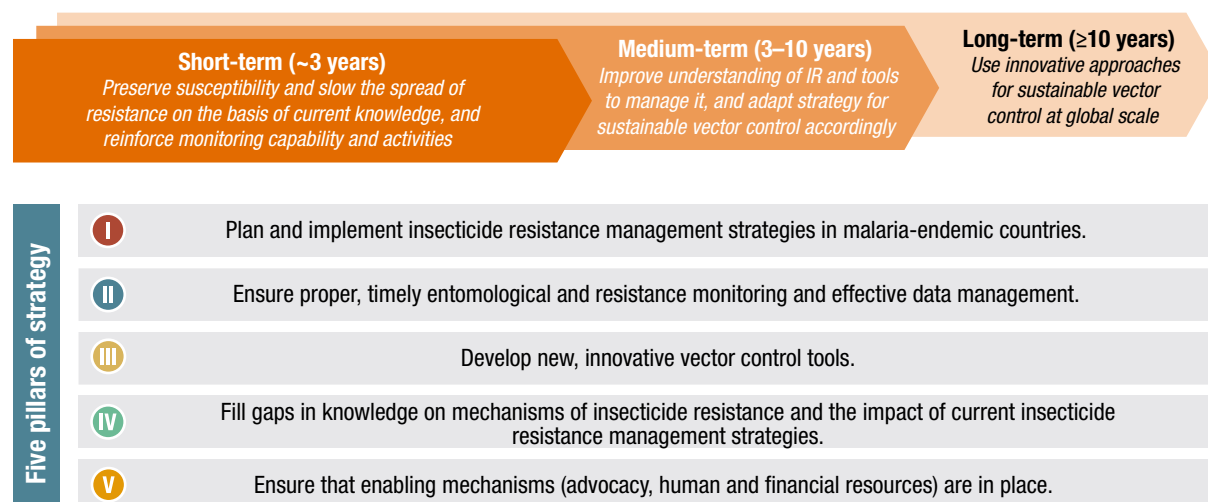 Short-term (~3 years)
Preserve susceptibility and slow the spread of
resistance on the basis of current knowledge, and
reinforce monitoring capability and activities
Medium-term (3–10 years)
Improve understanding of IR and tools
to manage it, and adapt strategy for
sustainable vector control accordingly
Long-term (≥10 years)
Use innovative approaches
for sustainable vector
control at global scale
Five pillars of strategy
I
Plan and implement insecticide resistance management strategies in malaria-endemic countries.
II
Ensure proper, timely entomological and resistance monitoring and effective data management.
III
Develop new, innovative vector control tools.
IV
Fill gaps in knowledge on mechanisms of insecticide resistance and the impact of current insecticide
resistance management strategies.
V
Ensure that enabling mechanisms (advocacy, human and financial resources) are in place.